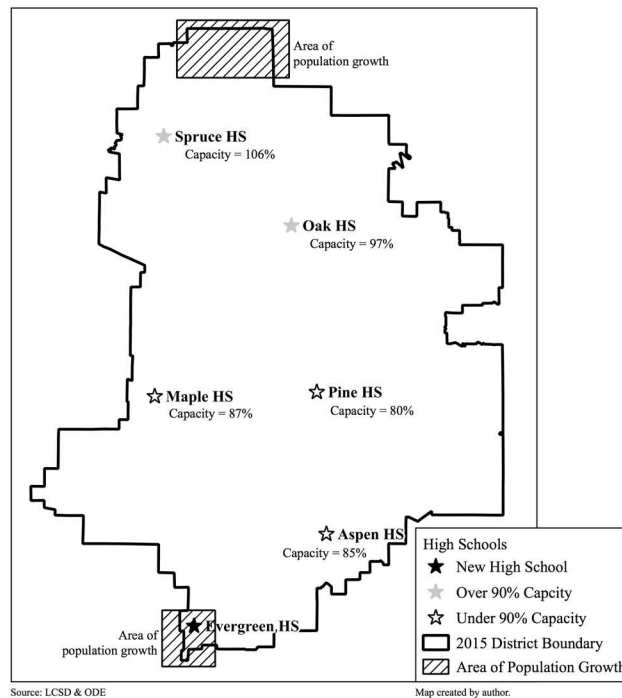 Area of
population growth
Spruce HS
Capacity = 106%
Oak HS
Capacity = 97%
Maple HS
Capacity = 87%
Pine HS
Capacity = 80%
Aspen HS
Capacity = 85%
Evergreen HS
Area of
population growth
High Schools
New High School
Over 90% Capcity
Under 90% Capacity
2015 District Boundary
Area of Population Growth
Source: LCSD & ODE
Map created by author.